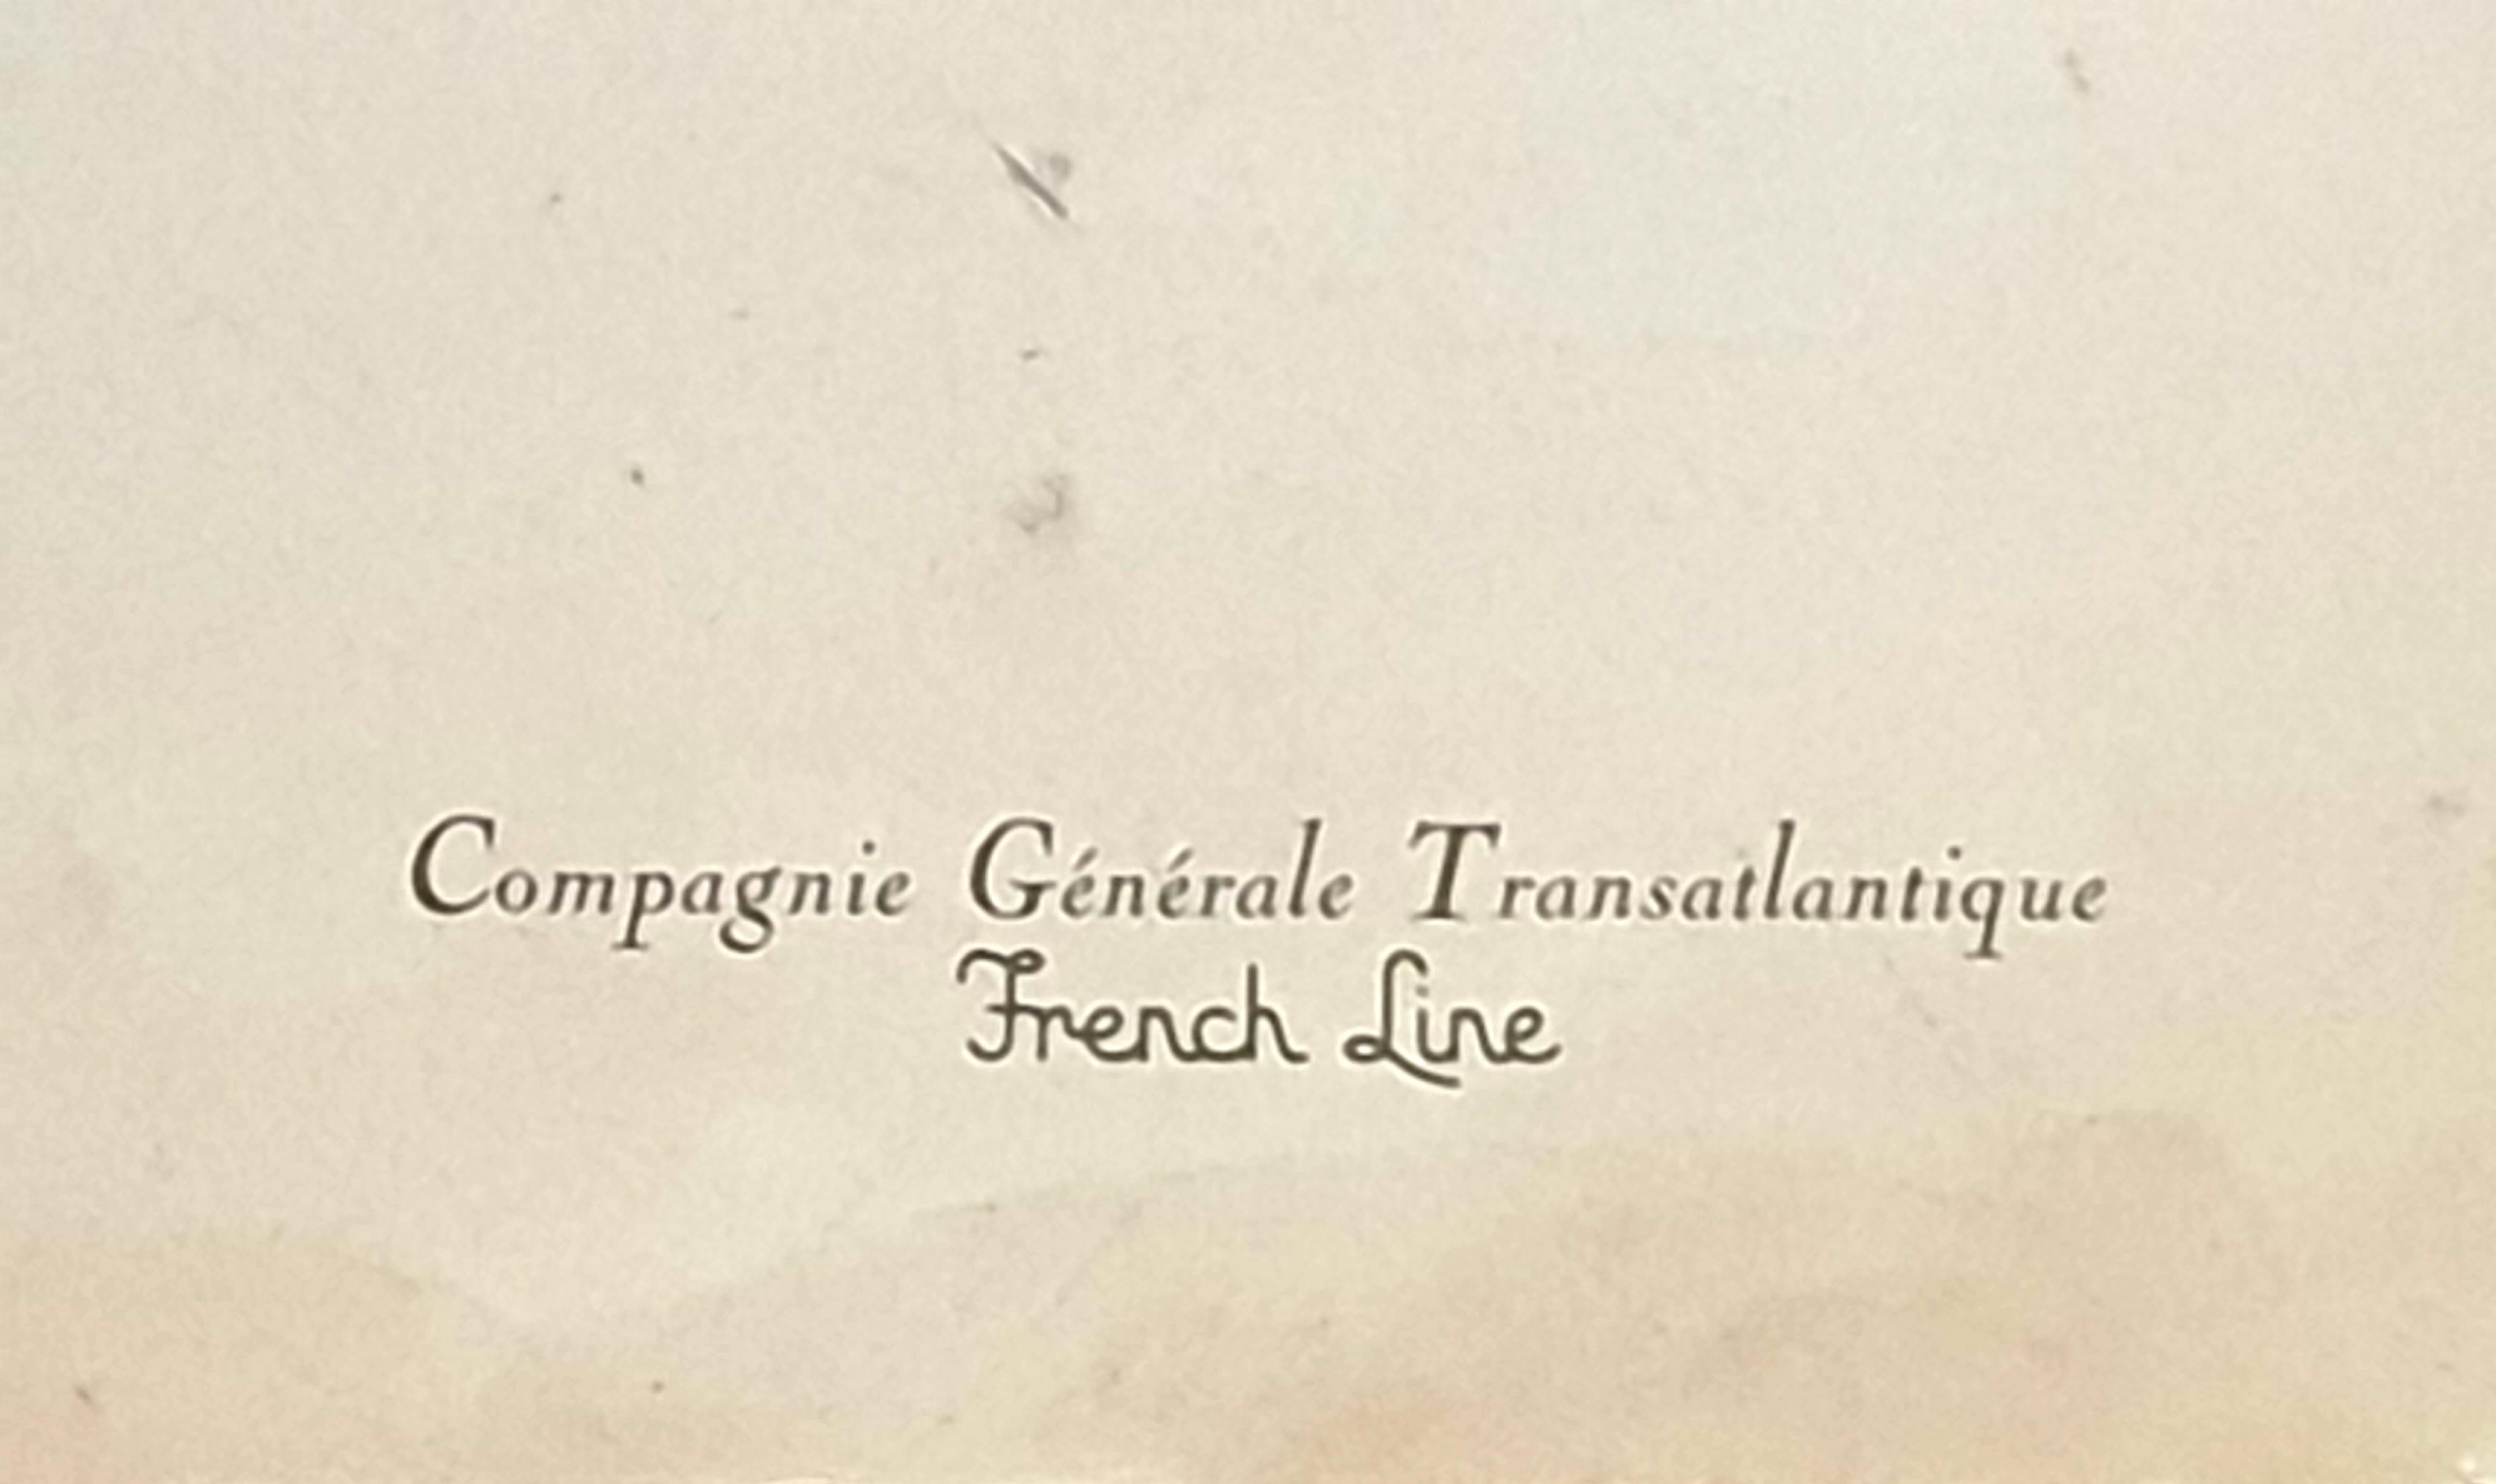 Compagnie Générale Transatlantique
French Line